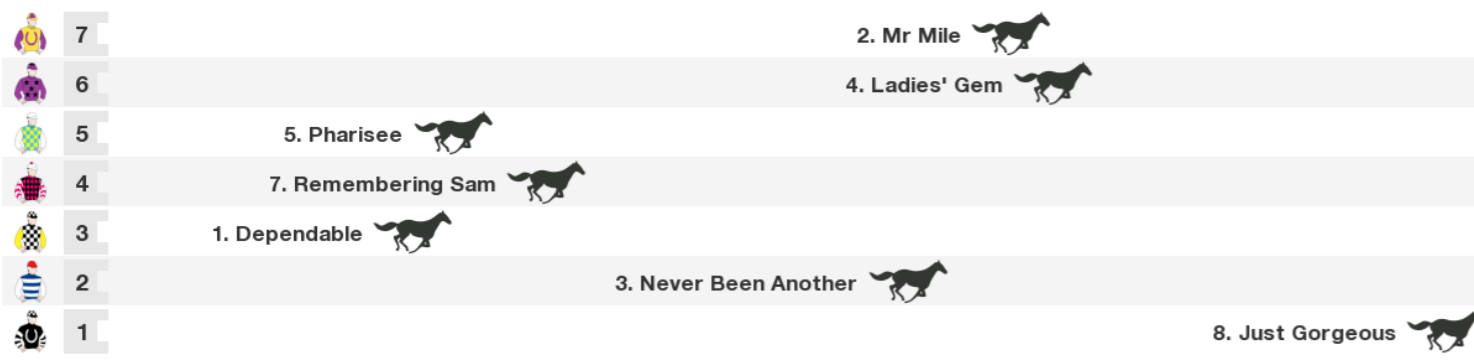 7 2. Mr Mile
6 4. Ladies' Gem
5 5. Pharisee
4 7. Remembering Sam
3 1. Dependable
2 3. Never Been Another
1 8. Just Gorgeous